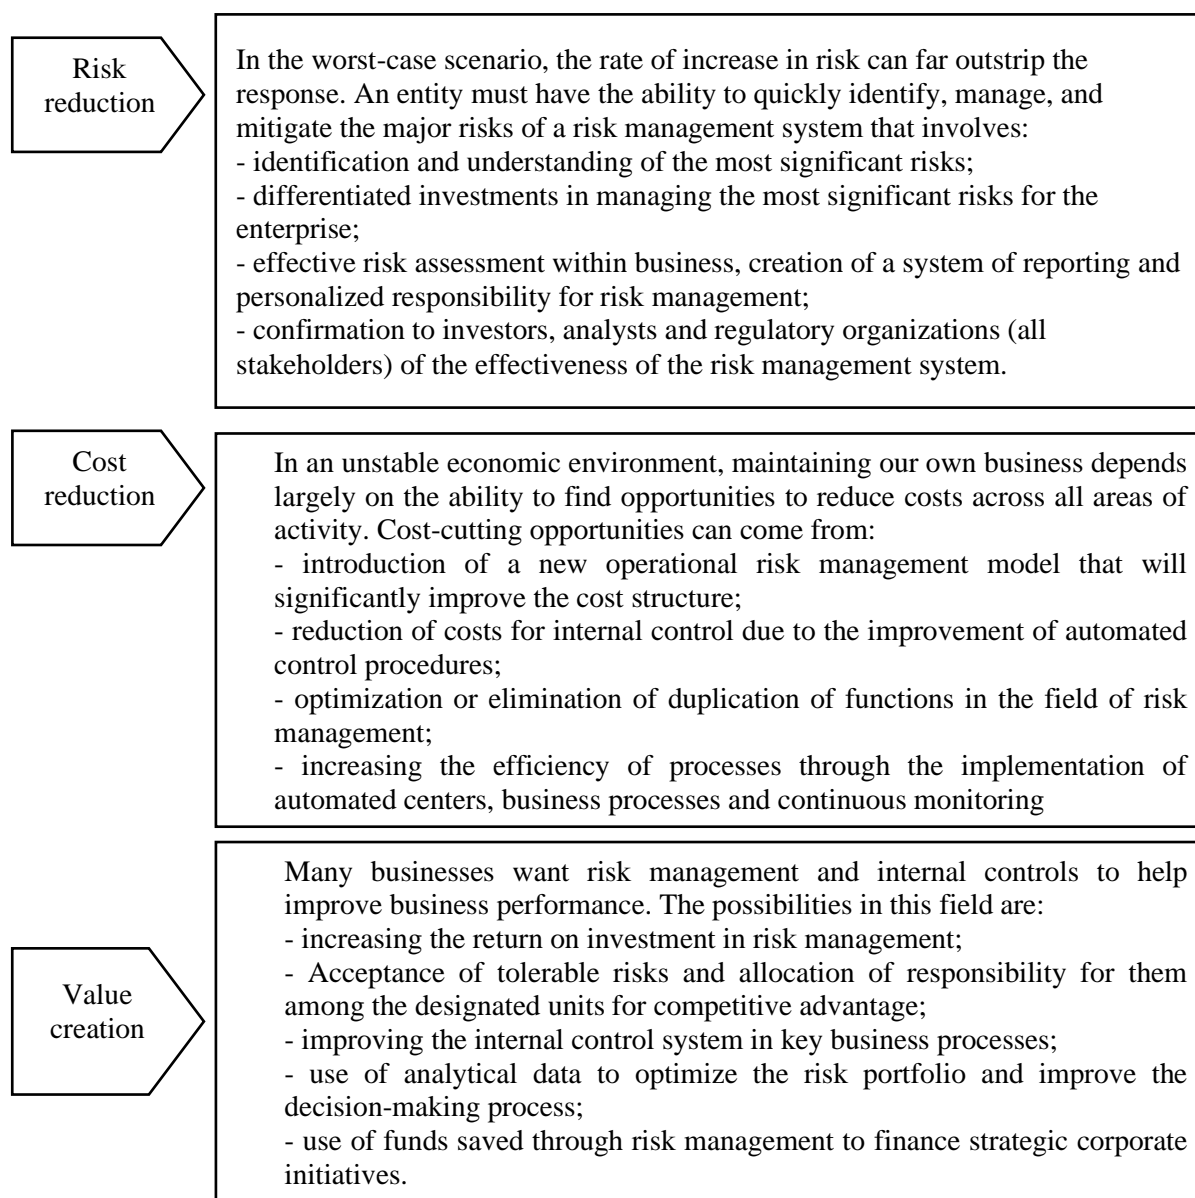 Risk
reduction
In the worst-case scenario, the rate of increase in risk can far outstrip the
response. An entity must have the ability to quickly identify, manage, and
mitigate the major risks of a risk management system that involves:
- identification and understanding of the most significant risks;
- differentiated investments in managing the most significant risks for the
enterprise;
- effective risk assessment within business, creation of a system of reporting and
personalized responsibility for risk management;
- confirmation to investors, analysts and regulatory organizations (all
stakeholders) of the effectiveness of the risk management system.
Cost
reduction
In an unstable economic environment, maintaining our own business depends
largely on the ability to find opportunities to reduce costs across all areas of
activity. Cost-cutting opportunities can come from:
- introduction of a new operational risk management model that will
significantly improve the cost structure;
- reduction of costs for internal control due to the improvement of automated
control procedures;
- optimization or elimination of duplication of functions in the field of risk
management;
- increasing the efficiency of processes through the implementation of
automated centers, business processes and continuous monitoring
Value
creation
Many businesses want risk management and internal controls to help
improve business performance. The possibilities in this field are:
- increasing the return on investment in risk management;
- Acceptance of tolerable risks and allocation of responsibility for them
among the designated units for competitive advantage;
- improving the internal control system in key business processes;
- use of analytical data to optimize the risk portfolio and improve the
decision-making process;
- use of funds saved through risk management to finance strategic corporate
initiatives.